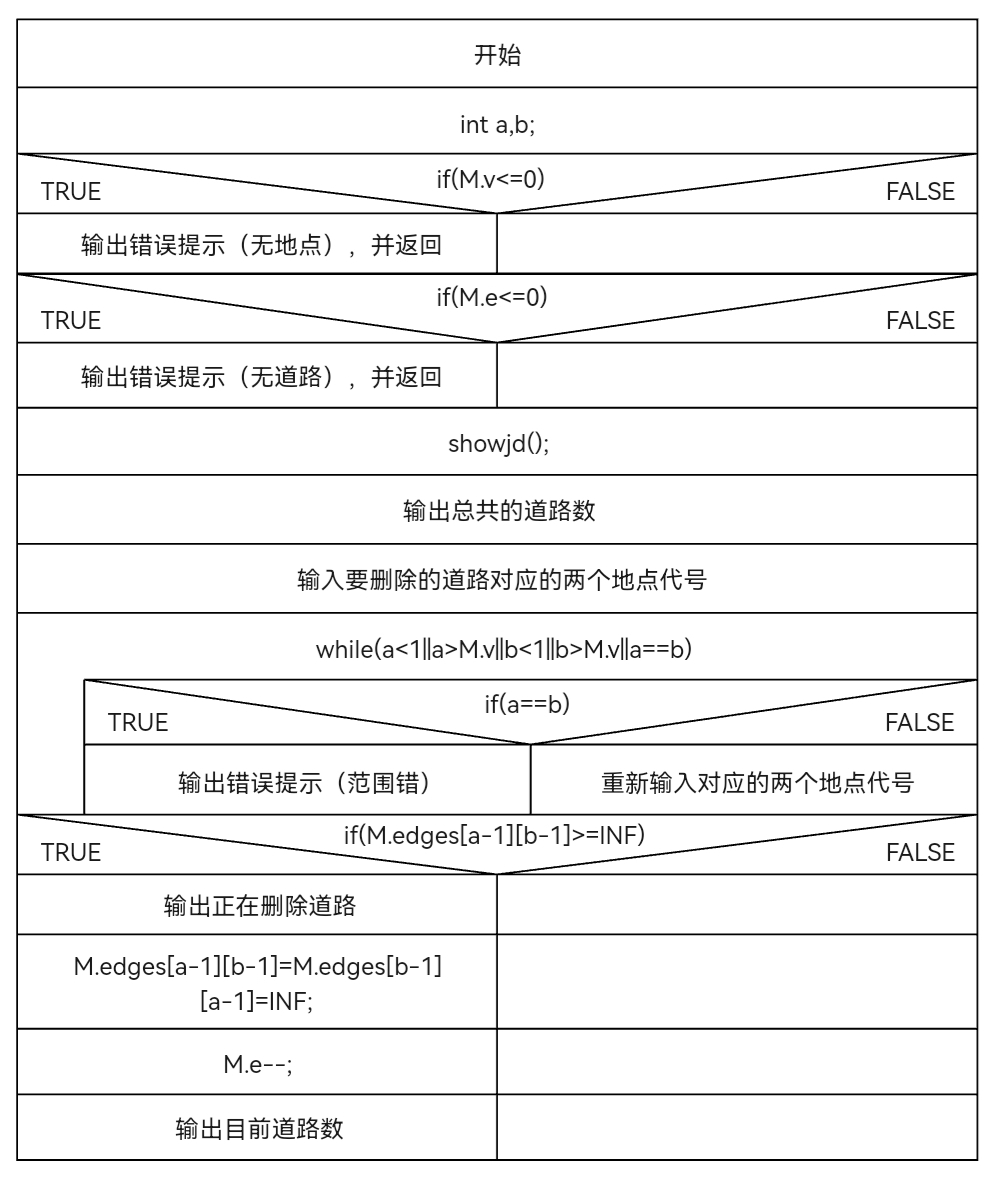 开始
int a,b;
if(M.v<=0)
TRUE
FALSE
输出错误提示（无地点），并返回
if(M.e<=0)
TRUE
FALSE
输出错误提示（无道路），并返回
showjd();
输出总共的道路数
输入要删除的道路对应的两个地点代号
while(a<1||a>M.v||b<1||b>M.v||a==b)
if(a==b)
TRUE
FALSE
输出错误提示（范围错）
重新输入对应的两个地点代号
if(M.edges[a-1][b-1]>=INF)
TRUE
FALSE
输出正在删除道路
M.edges[a-1][b-1]=M.edges[b-1]
[a-1]=INF;
M.e--;
输出目前道路数